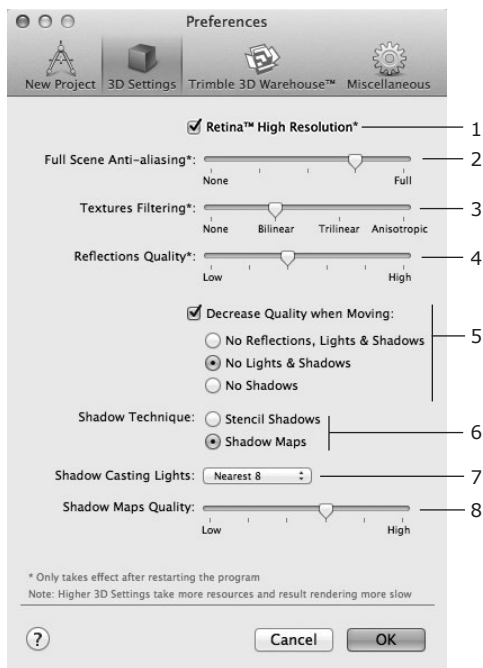 Preferences
New Project 3D Settings Trimble 3D Warehouse™ Miscellaneous
Retina™ High Resolution* 1
Full Scene Anti-aliasing*: 2
None Full
Textures Filtering*: 3
None Bilinear Trilinear Anisotropic
Reflections Quality*: 4
Low High
Decrease Quality when Moving:
No Reflections, Lights & Shadows 5
No Lights & Shadows
No Shadows
Shadow Technique: Stencil Shadows
6
Shadow Maps
Shadow Casting Lights: Nearest 8 7
Shadow Maps Quality: 8
Low High
* Only takes effect after restarting the program
Note: Higher 3D Settings take more resources and result rendering more slow
? Cancel OK